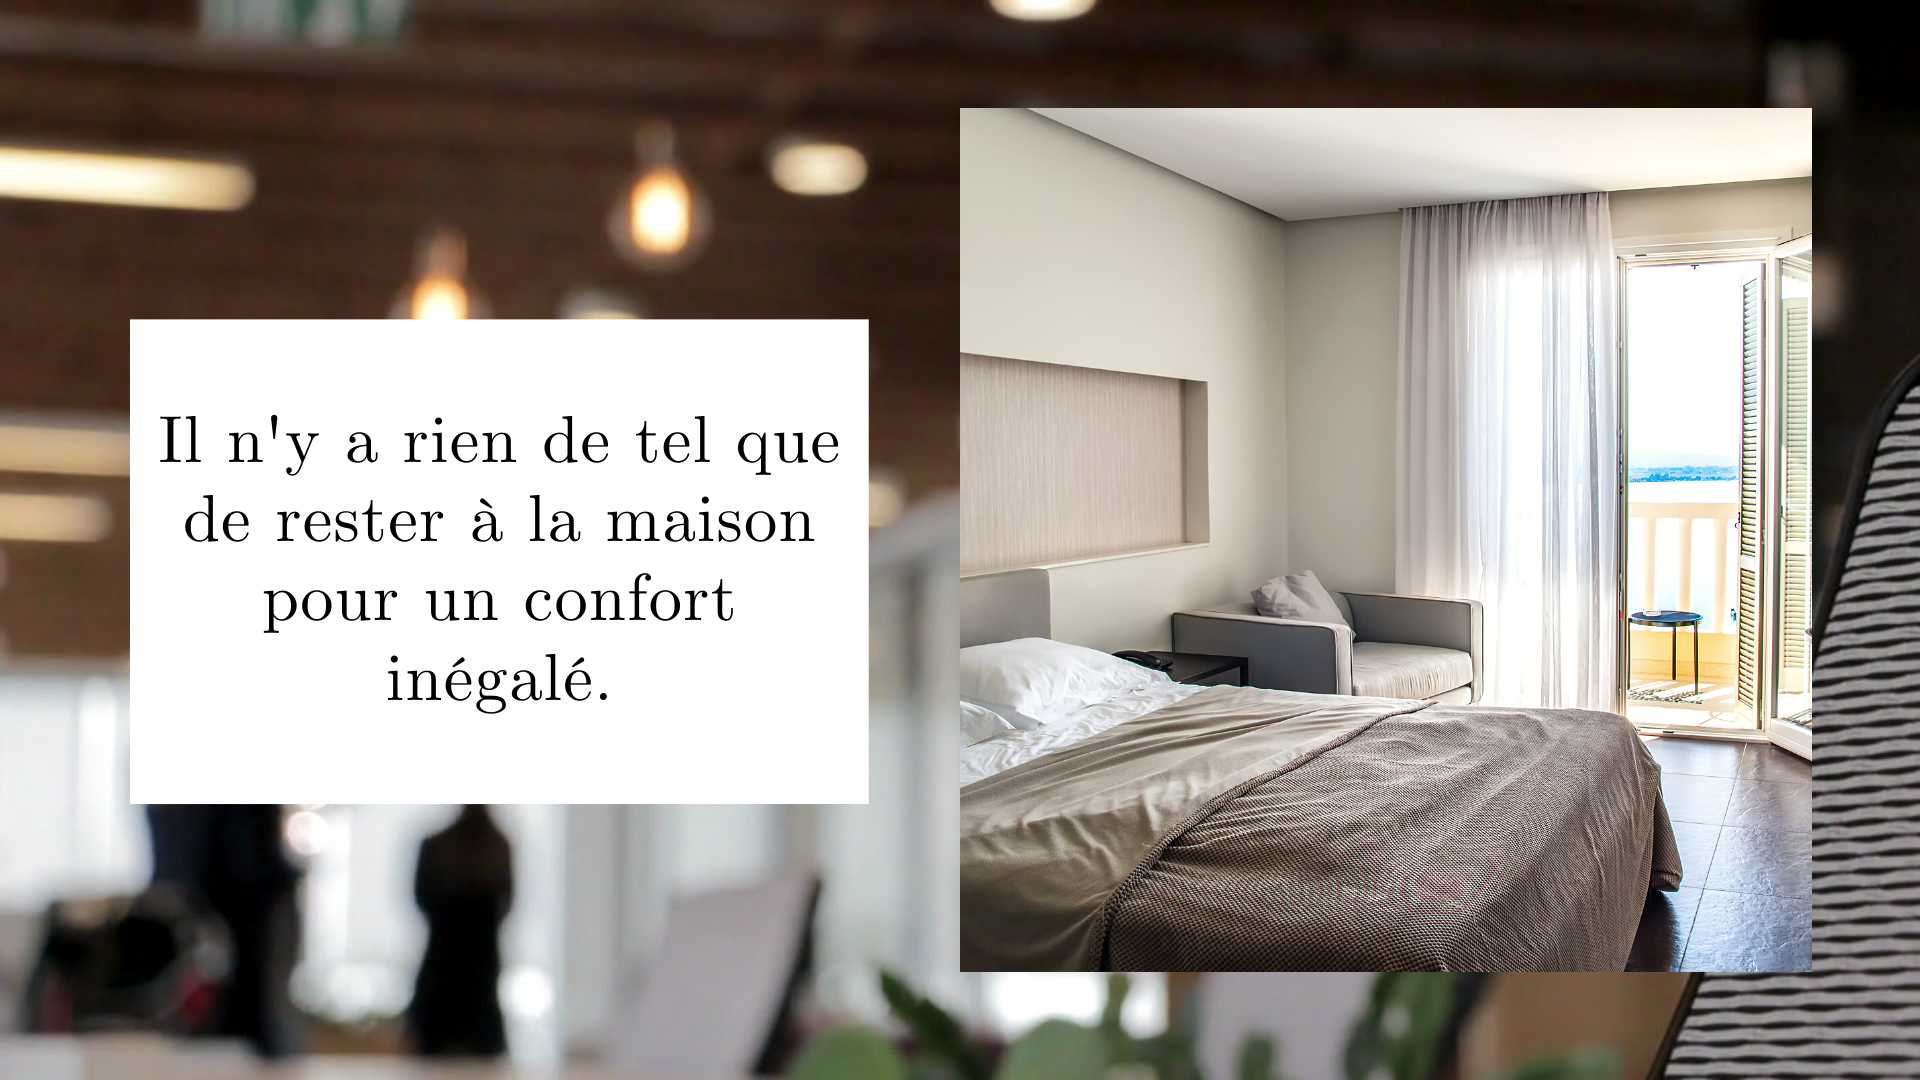 Il n'y a rien de tel que
de rester à la maison
pour un confort
inégalé.